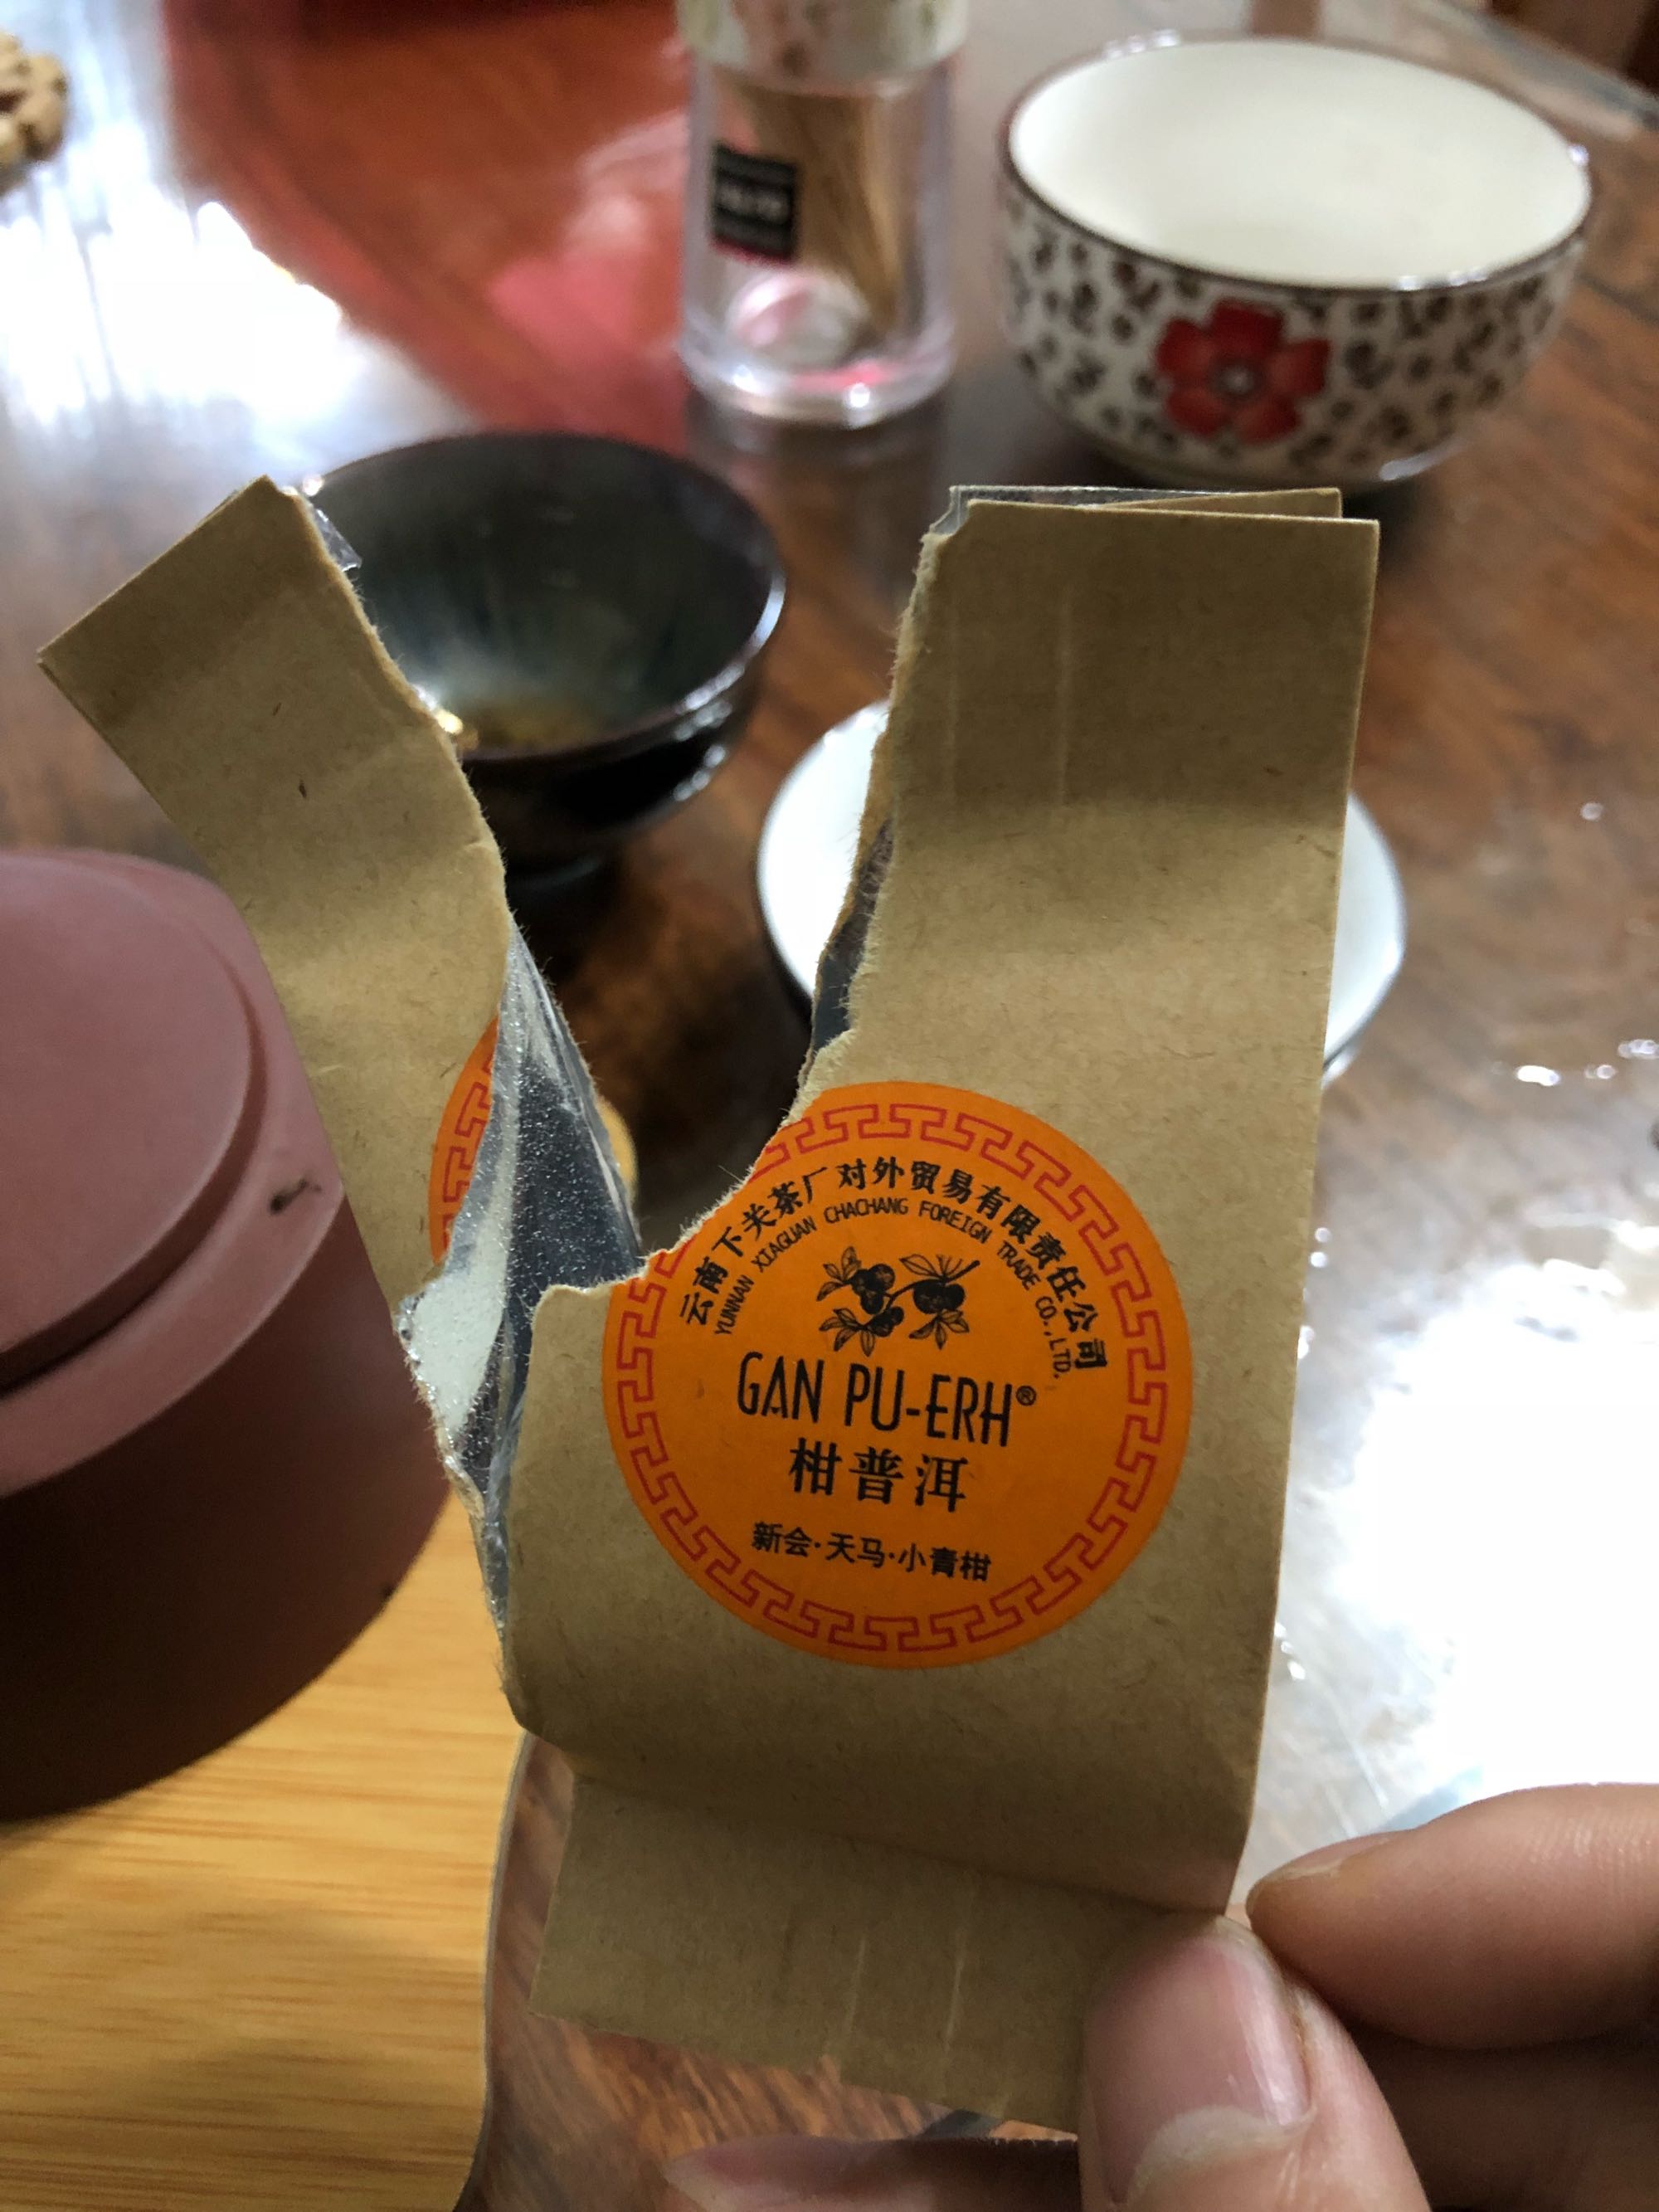 云南下关茶厂对外贸易有限责任公司
YUNNAN XIAGUAN CHACHANG FOREIGN TRADE CO.,LTD.
GAN PU-ERH®
柑普洱
新会·天马·小青柑